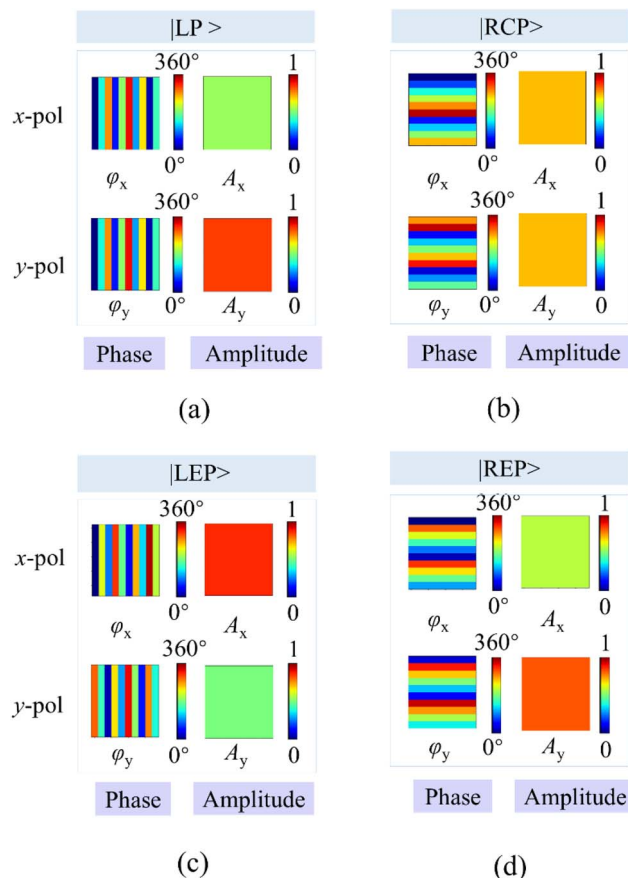 |LP>
360° 1
x-pol
0° 0
φx Ax
360° 1
y-pol
0° 0
φy Ay
Phase Amplitude
(a)
|RCP>
360° 1
0° 0
φx Ax
360° 1
0° 0
φy Ay
Phase Amplitude
(b)
|LEP>
360° 1
x-pol
0° 0
φx Ax
360° 1
y-pol
0° 0
φy Ay
Phase Amplitude
(c)
|REP>
360° 1
0° 0
φx Ax
360° 1
0° 0
φy Ay
Phase Amplitude
(d)